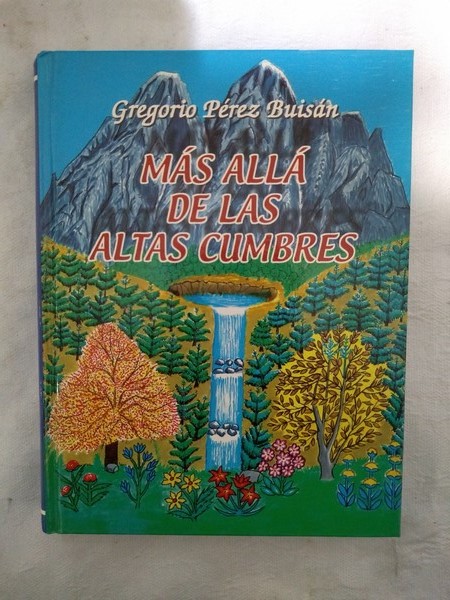 Gregorio Pérez Buisán
MÁS ALLÁ
DE LAS
ALTAS CUMBRES